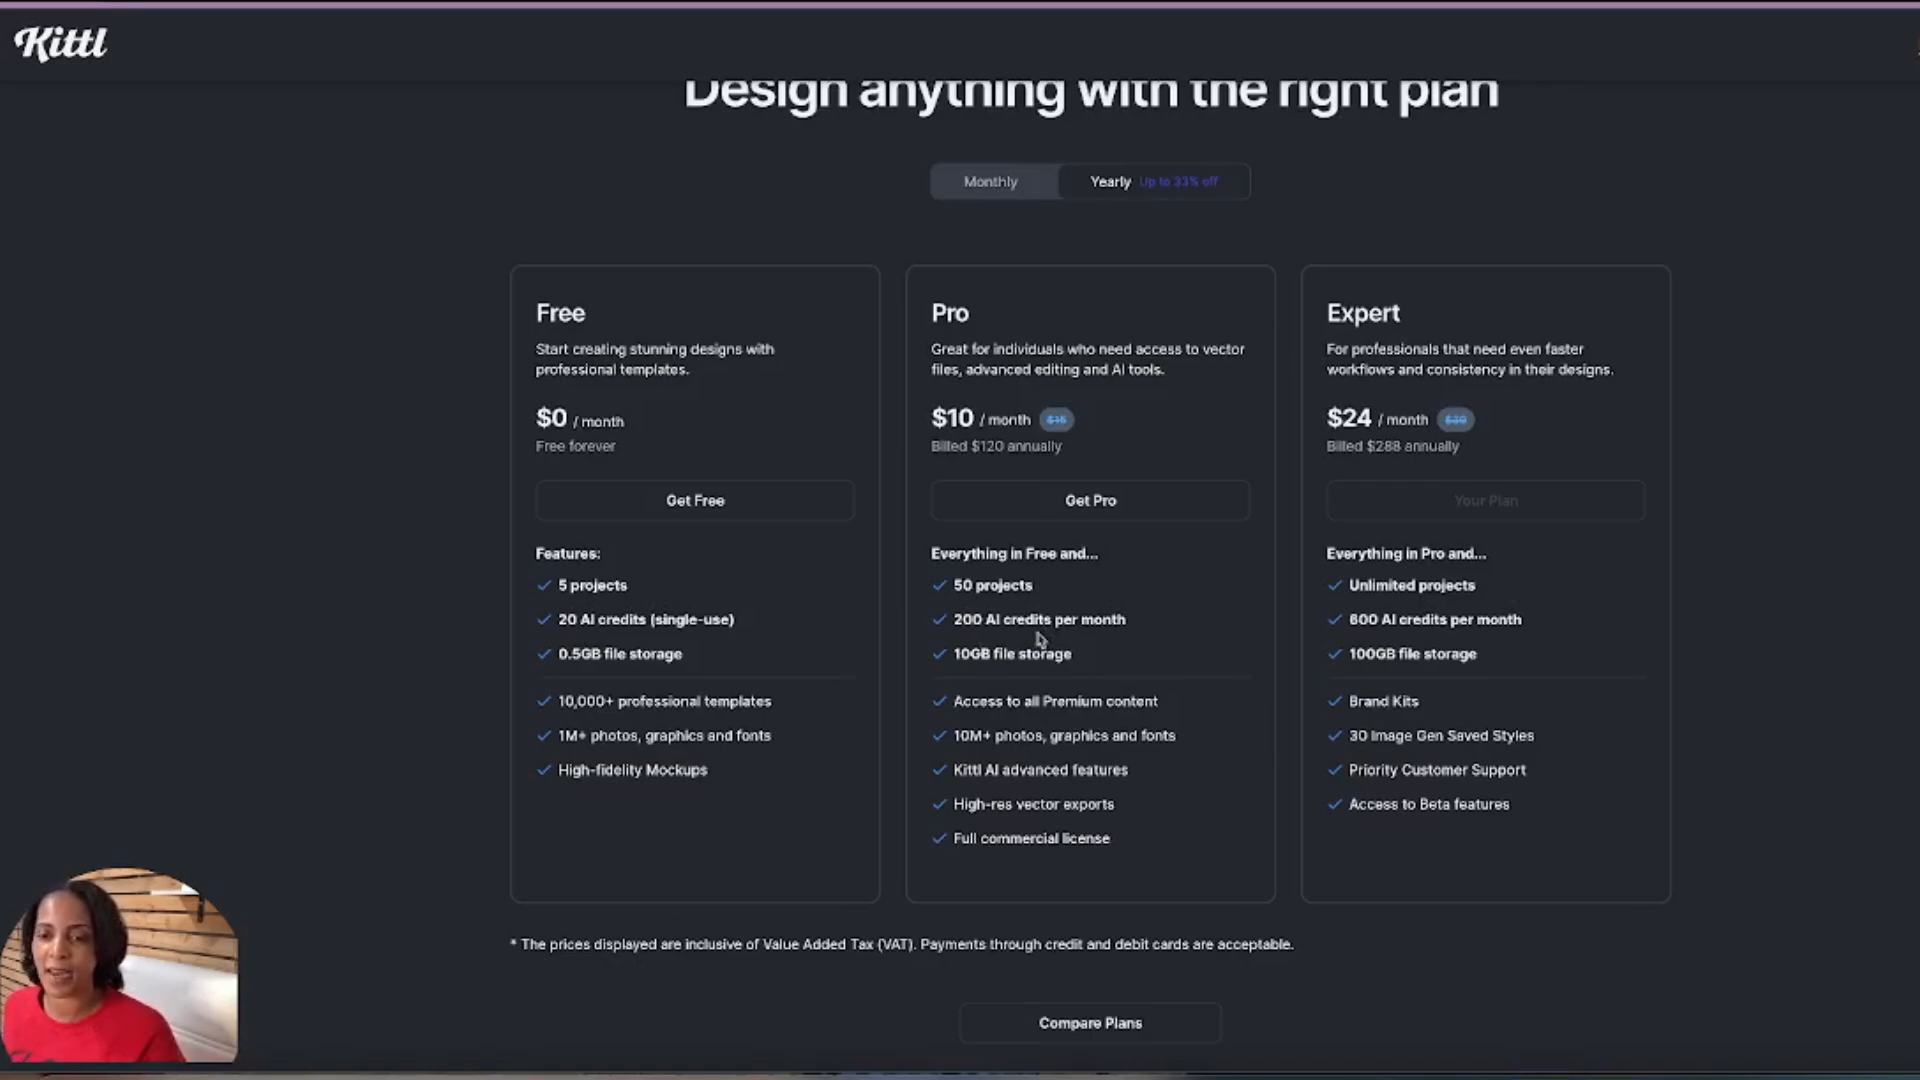 Kittl
Design anything with the right plan
Monthly
Yearly Up to 33% off
Free
Start creating stunning designs with
professional templates.
$0 / month
Free forever
Get Free
Features:
5 projects
20 AI credits (single-use)
0.5GB file storage
10,000+ professional templates
1M+ photos, graphics and fonts
High-fidelity Mockups
Pro
Great for individuals who need access to vector
files, advanced editing and AI tools.
$10 / month $15
Billed $120 annually
Get Pro
Everything in Free and...
50 projects
200 AI credits per month
10GB file storage
Access to all Premium content
10M+ photos, graphics and fonts
Kittl AI advanced features
High-res vector exports
Full commercial license
Expert
For professionals that need even faster
workflows and consistency in their designs.
$24 / month $30
Billed $288 annually
Your Plan
Everything in Pro and...
Unlimited projects
600 AI credits per month
100GB file storage
Brand Kits
30 Image Gen Saved Styles
Priority Customer Support
Access to Beta features
* The prices displayed are inclusive of Value Added Tax (VAT). Payments through credit and debit cards are acceptable.
Compare Plans